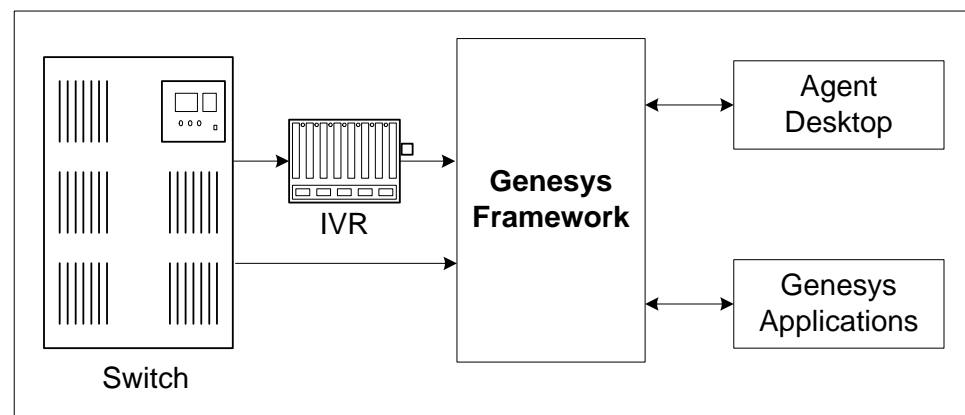 Agent
Desktop
Genesys
Framework
IVR
Genesys
Applications
Switch